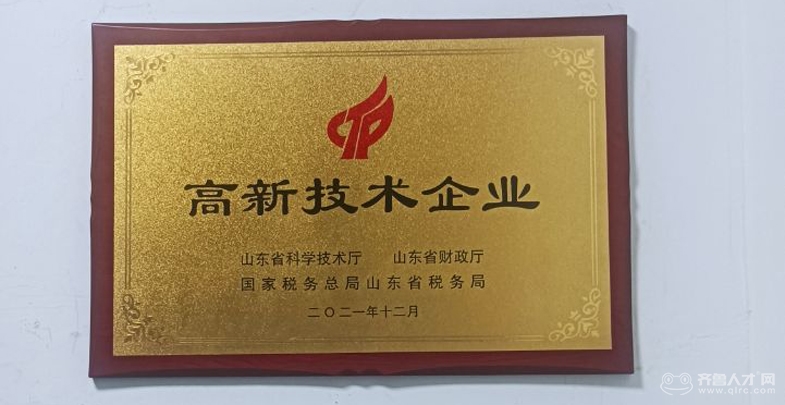 高新技术企业
山东省科学技术厅 山东省财政厅
国家税务总局山东省税务局
二〇二一年十二月
齐鲁人才网
www.qlrc.com